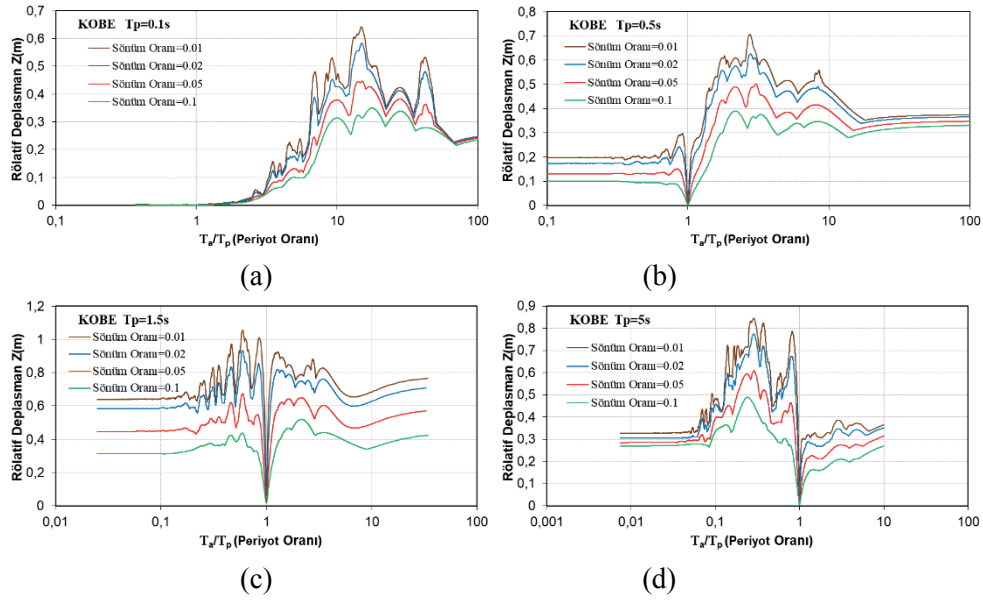 KOBE Tp=0.1s
Sönüm Oranı=0.01
Sönüm Oranı=0.02
Sönüm Oranı=0.05
Sönüm Oranı=0.1
Rölatif Deplasman Z(m)
0,7
0,6
0,5
0,4
0,3
0,2
0,1
0
0,1 1 10 100
Ta/Tp (Periyot Oranı)
(a)
KOBE Tp=0.5s
Sönüm Oranı=0.01
Sönüm Oranı=0.02
Sönüm Oranı=0.05
Sönüm Oranı=0.1
Rölatif Deplasman Z(m)
0,8
0,7
0,6
0,5
0,4
0,3
0,2
0,1
0
0,1 1 10 100
Ta/Tp (Periyot Oranı)
(b)
KOBE Tp=1.5s
Sönüm Oranı=0.01
Sönüm Oranı=0.02
Sönüm Oranı=0.05
Sönüm Oranı=0.1
Rölatif Deplasman Z(m)
1,2
1
0,8
0,6
0,4
0,2
0
0,01 0,1 1 10 100
Ta/Tp (Periyot Oranı)
(c)
KOBE Tp=5s
Sönüm Oranı=0.01
Sönüm Oranı=0.02
Sönüm Oranı=0.05
Sönüm Oranı=0.1
Rölatif Deplasman Z(m)
0,9
0,8
0,7
0,6
0,5
0,4
0,3
0,2
0,1
0
0,001 0,01 0,1 1 10 100
Ta/Tp (Periyot Oranı)
(d)